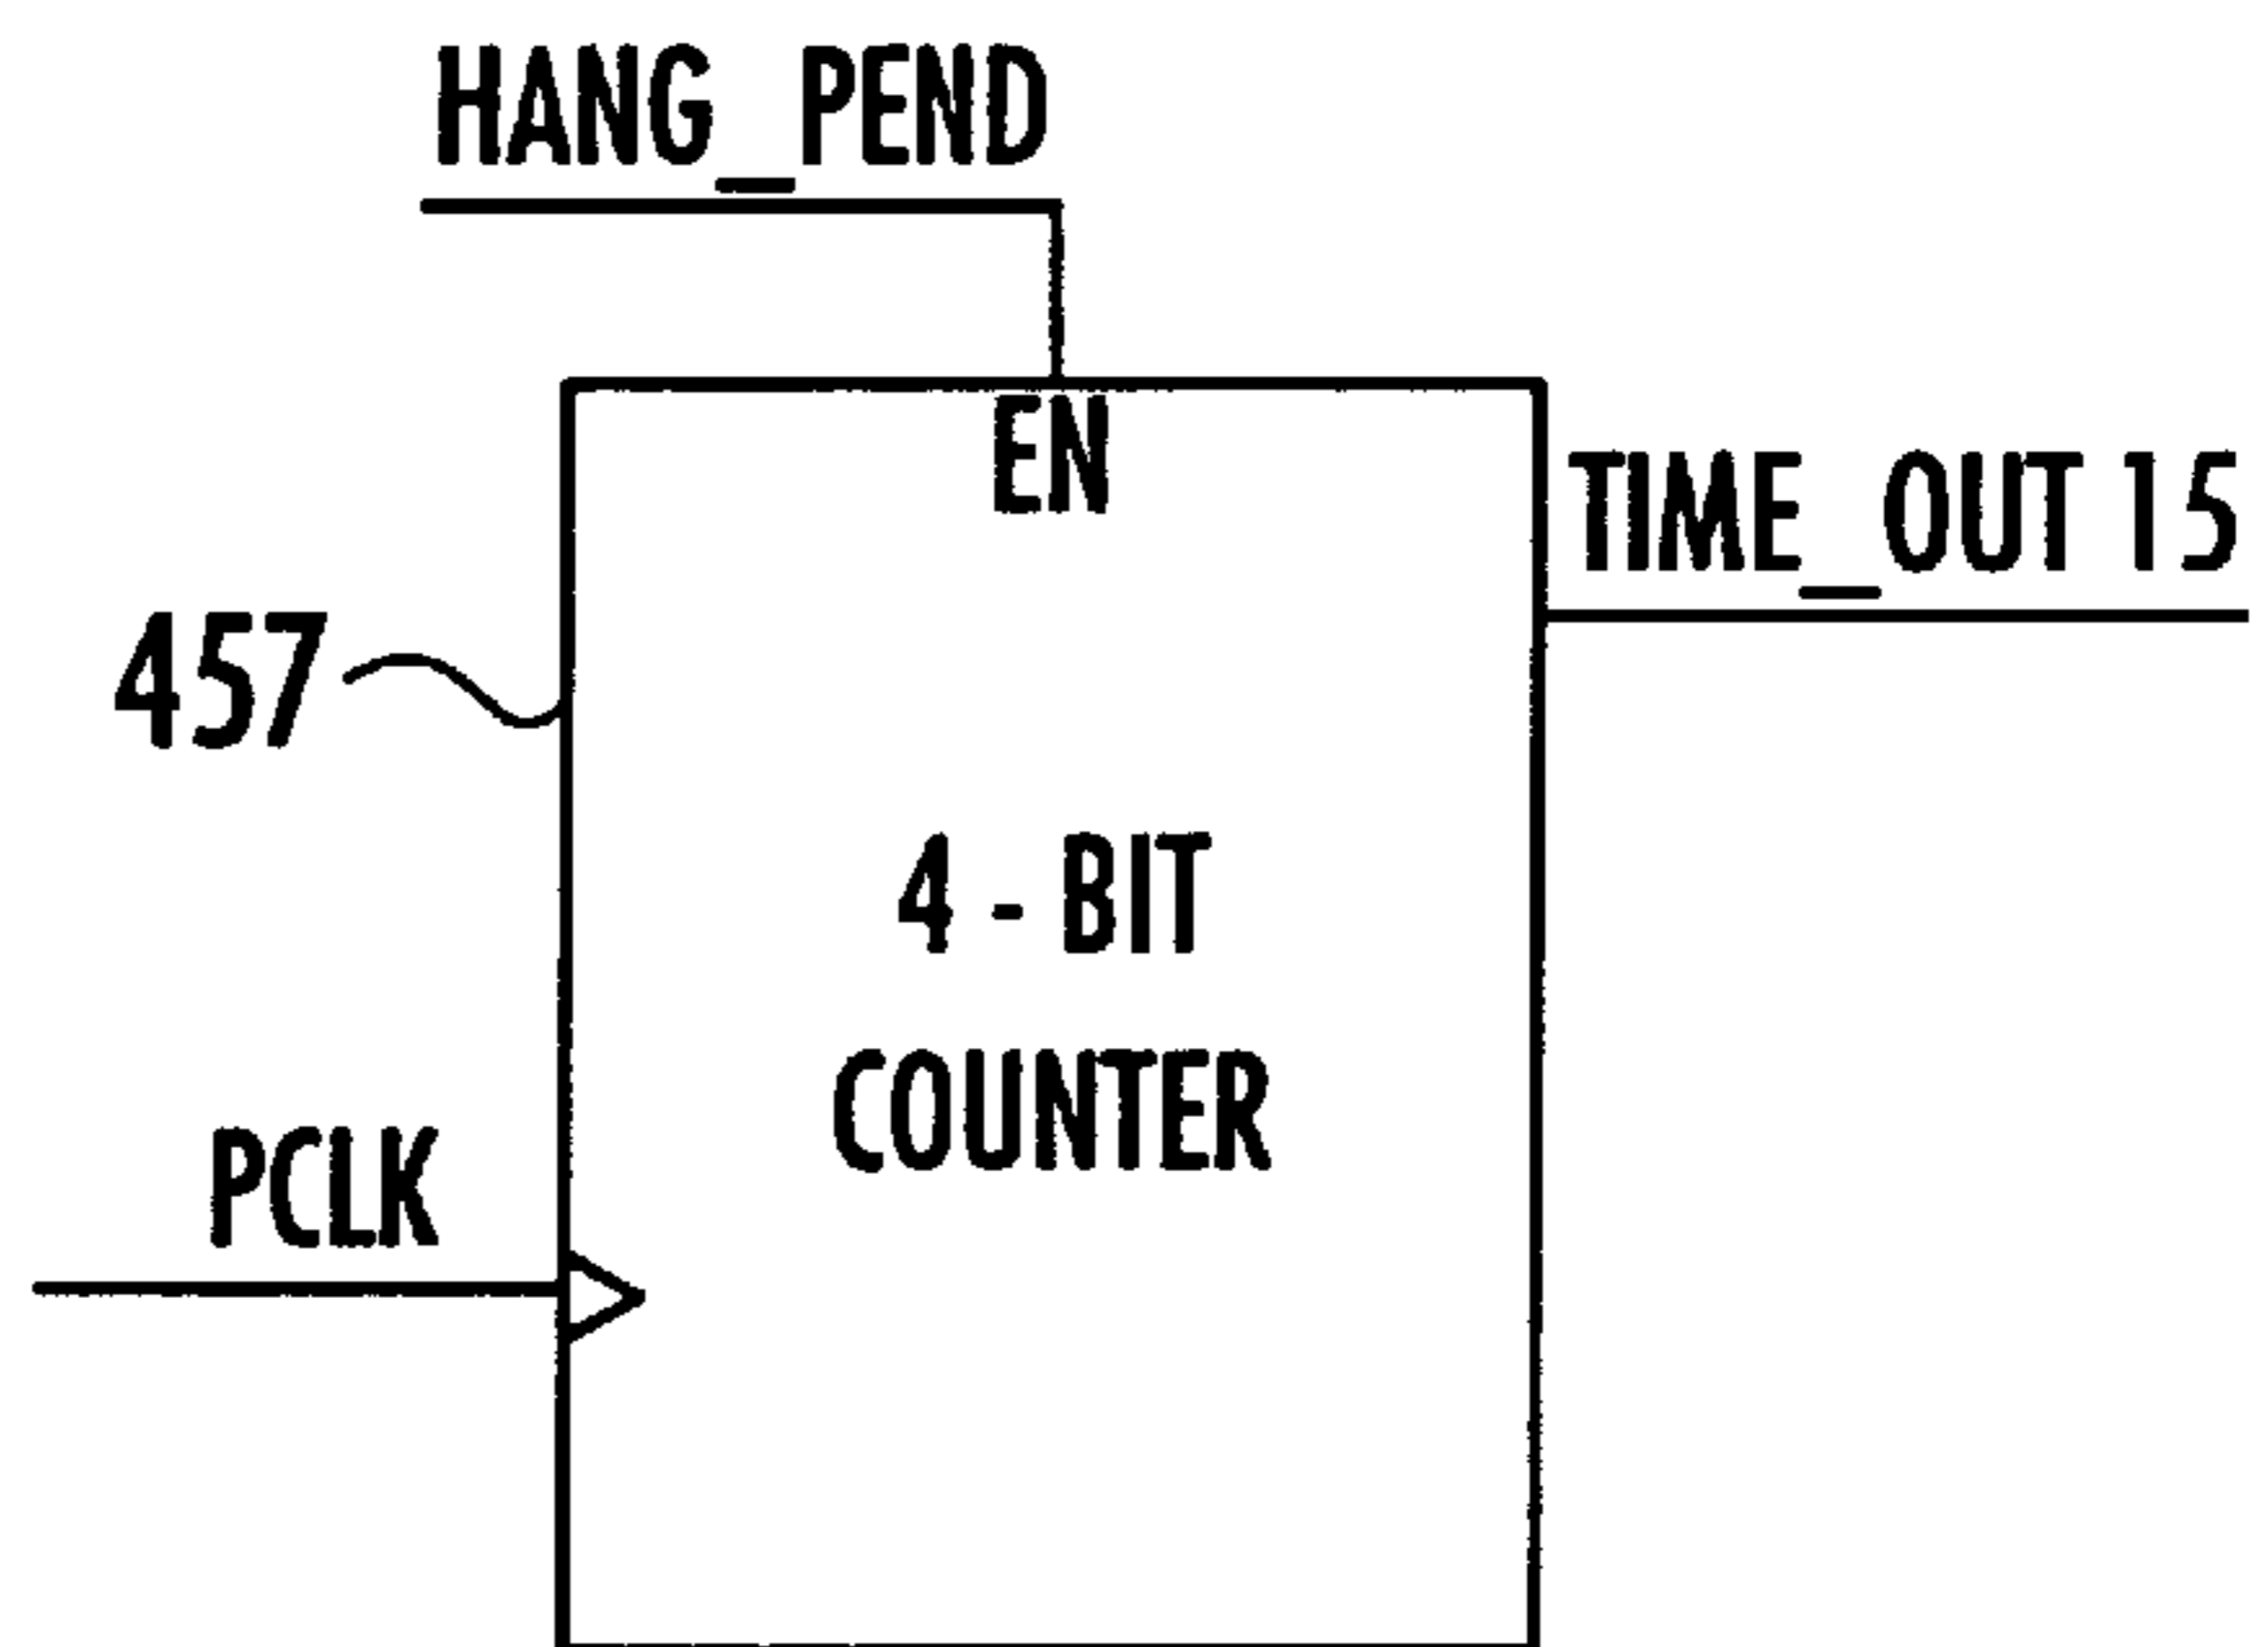 HANG_PEND
EN
TIME_OUT 15
457
4 - BIT
COUNTER
PCLK